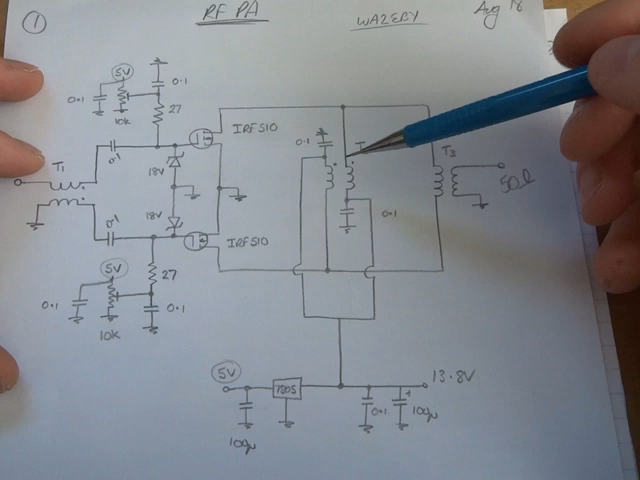 1
RF PA
WA2EBY
Aug 18
5V
0.1
0.1
27
10k
IRF510
T1
0.1
18V
0.1
T
T3
50Ω
18V
0.1
0.1
IRF510
5V
27
0.1
0.1
10k
5V
7805
13.8V
100µ
0.1
+
100µ